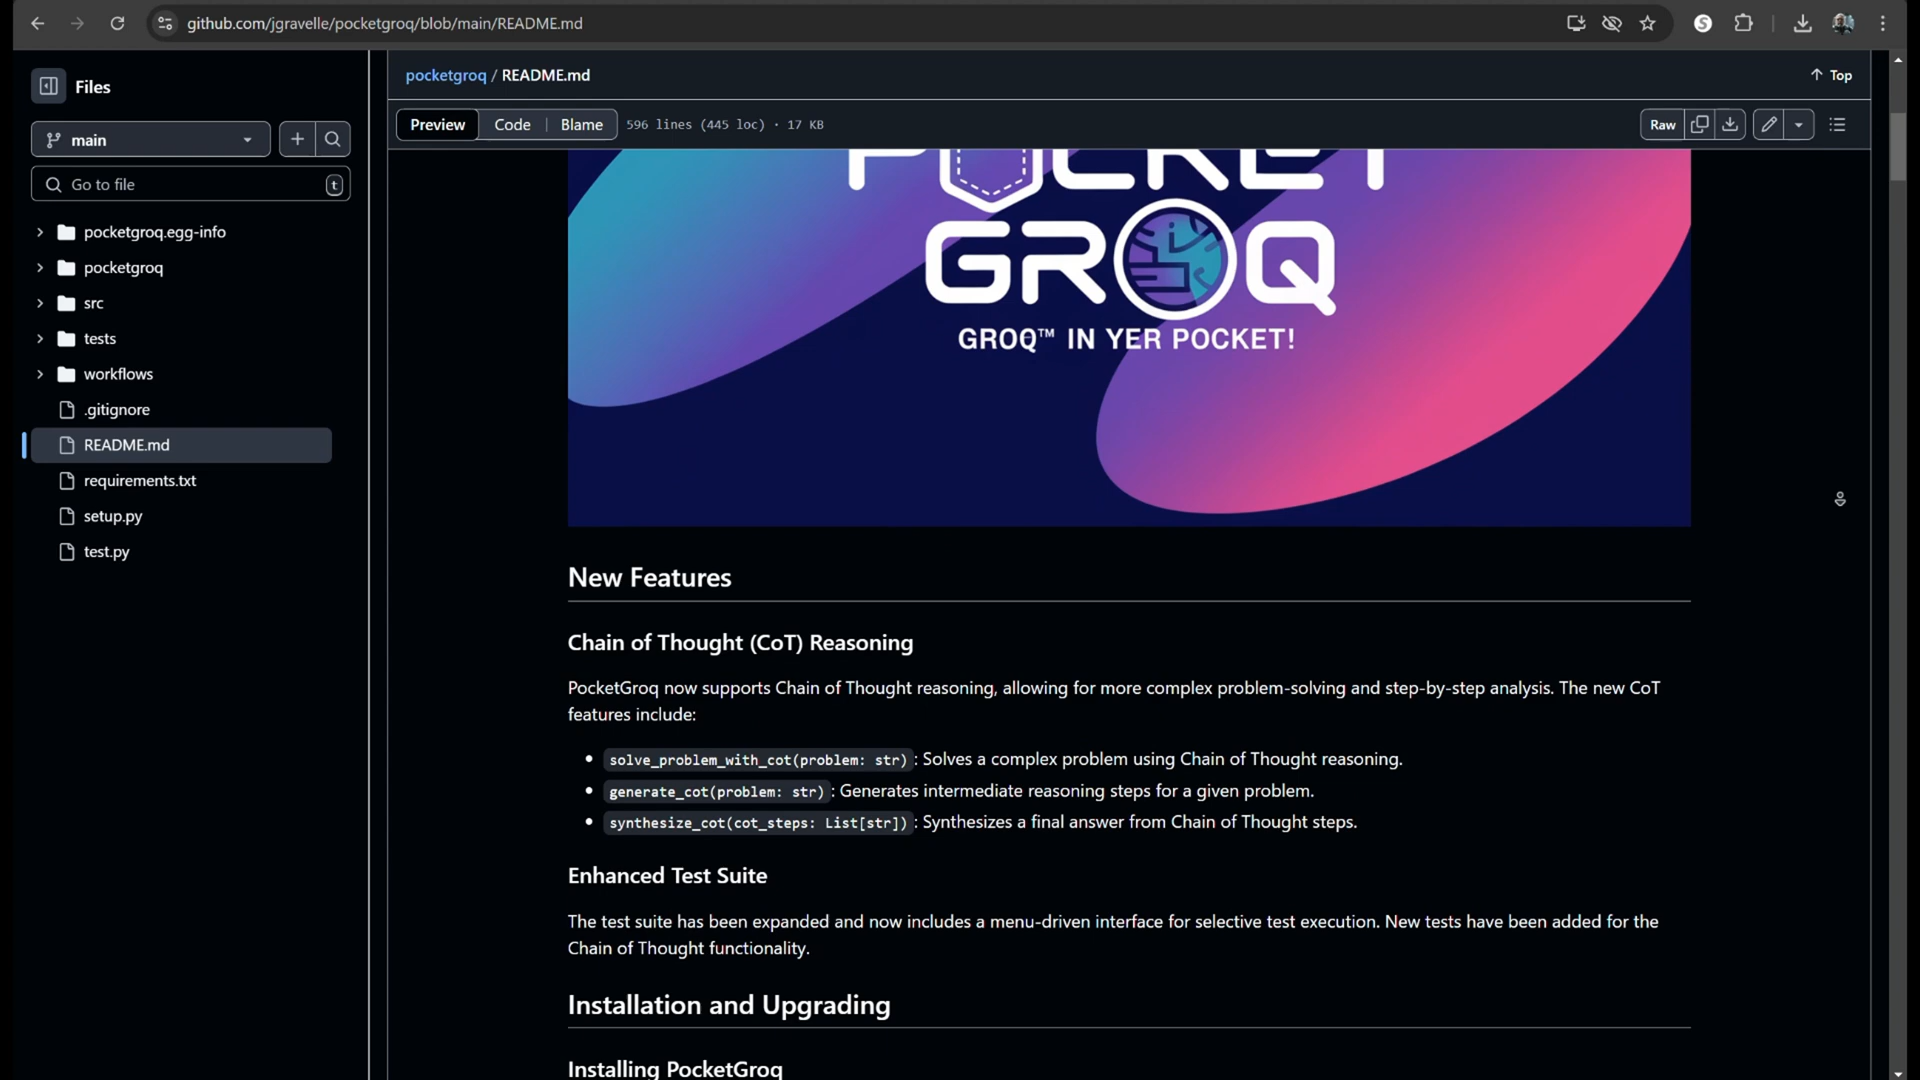 github.com/jgravelle/pocketgroq/blob/main/README.md
Files
main
Go to file
t
pocketgroq.egg-info
pocketgroq
src
tests
workflows
.gitignore
README.md
requirements.txt
setup.py
test.py
pocketgroq / README.md
Top
Preview
Code
Blame
596 lines (445 loc) · 17 KB
Raw
POCKET
GROQ
GROQ™ IN YER POCKET!
New Features
Chain of Thought (CoT) Reasoning
PocketGroq now supports Chain of Thought reasoning, allowing for more complex problem-solving and step-by-step analysis. The new CoT
features include:
• solve_problem_with_cot(problem: str) : Solves a complex problem using Chain of Thought reasoning.
• generate_cot(problem: str) : Generates intermediate reasoning steps for a given problem.
• synthesize_cot(cot_steps: List[str]) : Synthesizes a final answer from Chain of Thought steps.
Enhanced Test Suite
The test suite has been expanded and now includes a menu-driven interface for selective test execution. New tests have been added for the
Chain of Thought functionality.
Installation and Upgrading
Installing PocketGroq